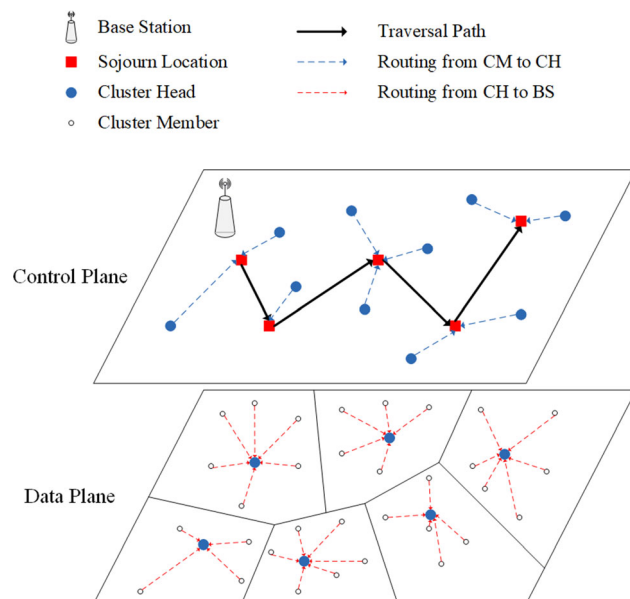 Base Station
Traversal Path
Sojourn Location
Routing from CM to CH
Cluster Head
Routing from CH to BS
Cluster Member
Control Plane
Data Plane